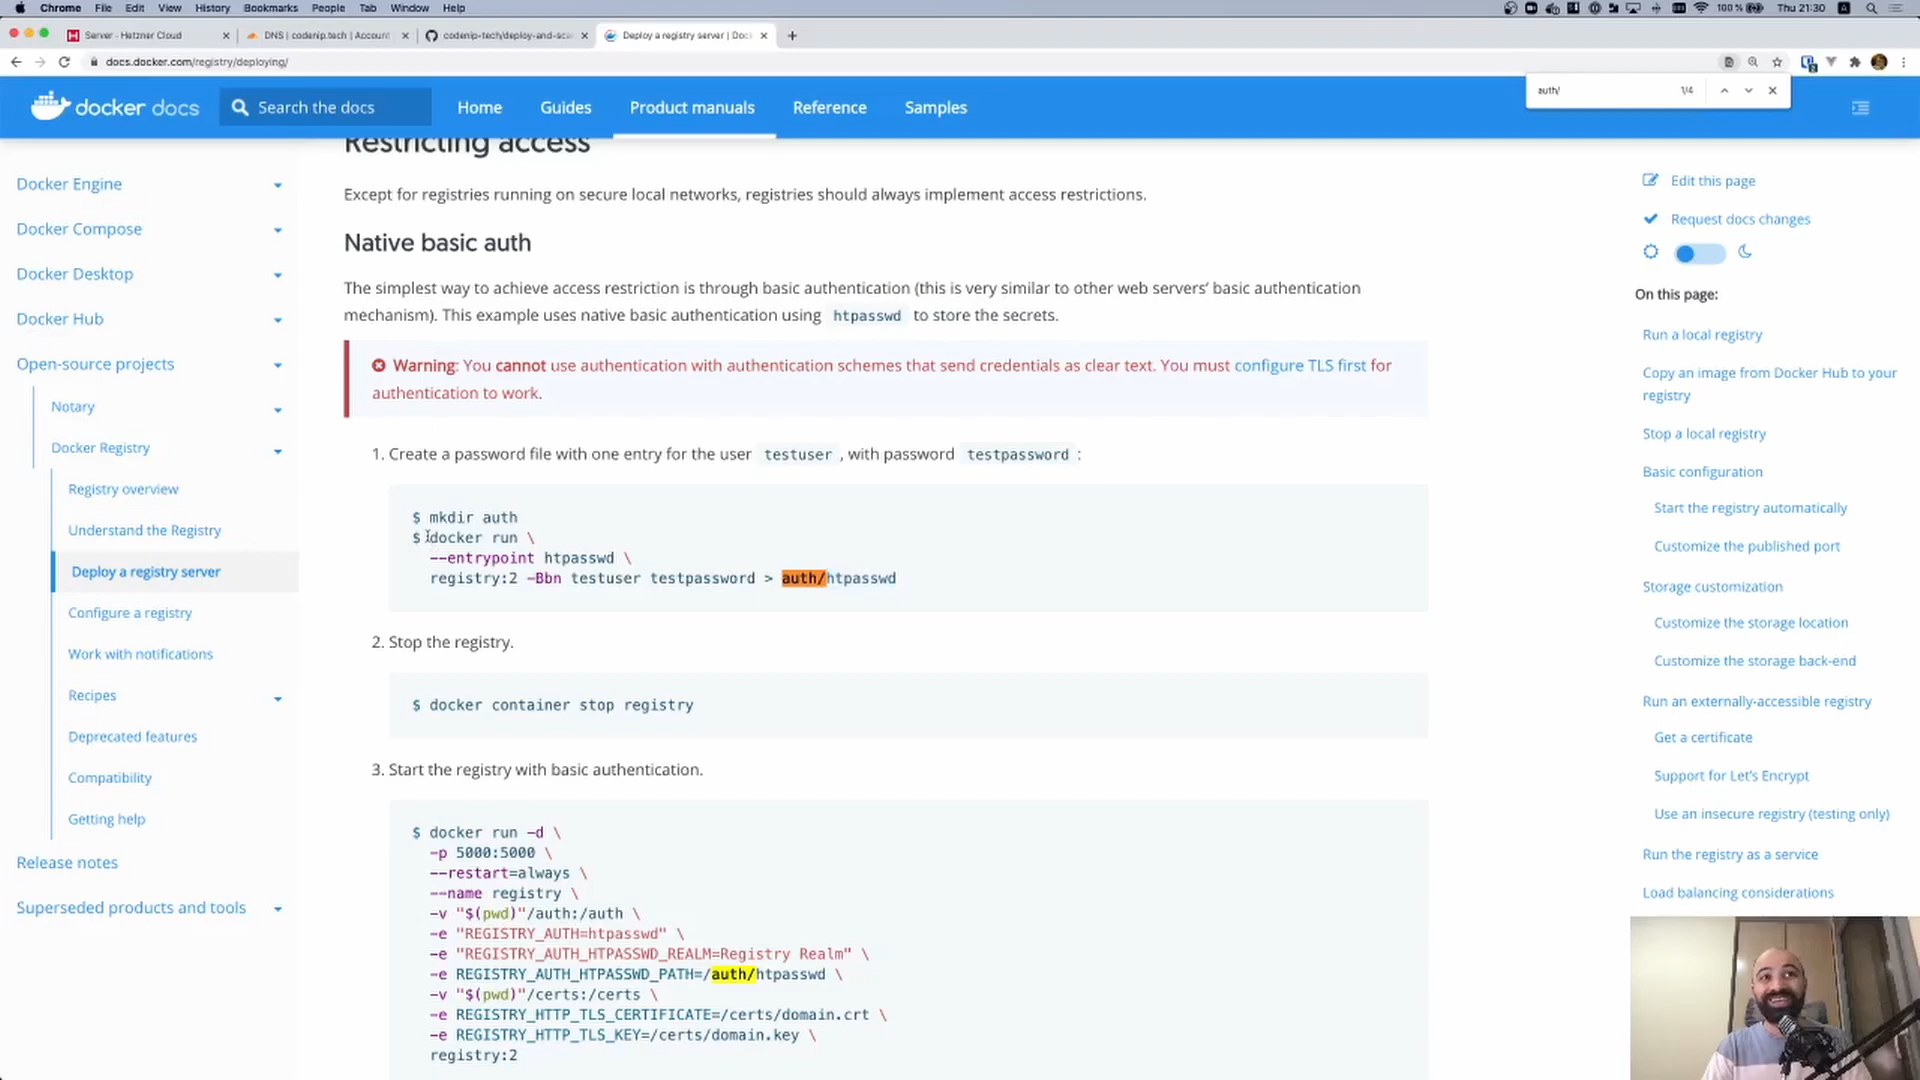 Chrome File Edit View History Bookmarks People Tab Window Help
100 % Thu 21:30
Server - Hetzner Cloud
DNS | codenip.tech | Account
codenip-tech/deploy-and-sca
Deploy a registry server | Doc
docs.docker.com/registry/deploying/
auth/ 1/4
docker docs
Search the docs
Home Guides Product manuals Reference Samples
Docker Engine
Docker Compose
Docker Desktop
Docker Hub
Open-source projects
Notary
Docker Registry
Registry overview
Understand the Registry
Deploy a registry server
Configure a registry
Work with notifications
Recipes
Deprecated features
Compatibility
Getting help
Release notes
Superseded products and tools
Restricting access
Except for registries running on secure local networks, registries should always implement access restrictions.
Native basic auth
The simplest way to achieve access restriction is through basic authentication (this is very similar to other web servers’ basic authentication
mechanism). This example uses native basic authentication using htpasswd to store the secrets.
Warning: You cannot use authentication with authentication schemes that send credentials as clear text. You must configure TLS first for
authentication to work.
1. Create a password file with one entry for the user testuser , with password testpassword :
$ mkdir auth
$ docker run \
--entrypoint htpasswd \
registry:2 -Bbn testuser testpassword > auth/htpasswd
2. Stop the registry.
$ docker container stop registry
3. Start the registry with basic authentication.
$ docker run -d \
-p 5000:5000 \
--restart=always \
--name registry \
-v "$(pwd)"/auth:/auth \
-e "REGISTRY_AUTH=htpasswd" \
-e "REGISTRY_AUTH_HTPASSWD_REALM=Registry Realm" \
-e REGISTRY_AUTH_HTPASSWD_PATH=/auth/htpasswd \
-v "$(pwd)"/certs:/certs \
-e REGISTRY_HTTP_TLS_CERTIFICATE=/certs/domain.crt \
-e REGISTRY_HTTP_TLS_KEY=/certs/domain.key \
registry:2
Edit this page
Request docs changes
On this page:
Run a local registry
Copy an image from Docker Hub to your
registry
Stop a local registry
Basic configuration
Start the registry automatically
Customize the published port
Storage customization
Customize the storage location
Customize the storage back-end
Run an externally-accessible registry
Get a certificate
Support for Let’s Encrypt
Use an insecure registry (testing only)
Run the registry as a service
Load balancing considerations